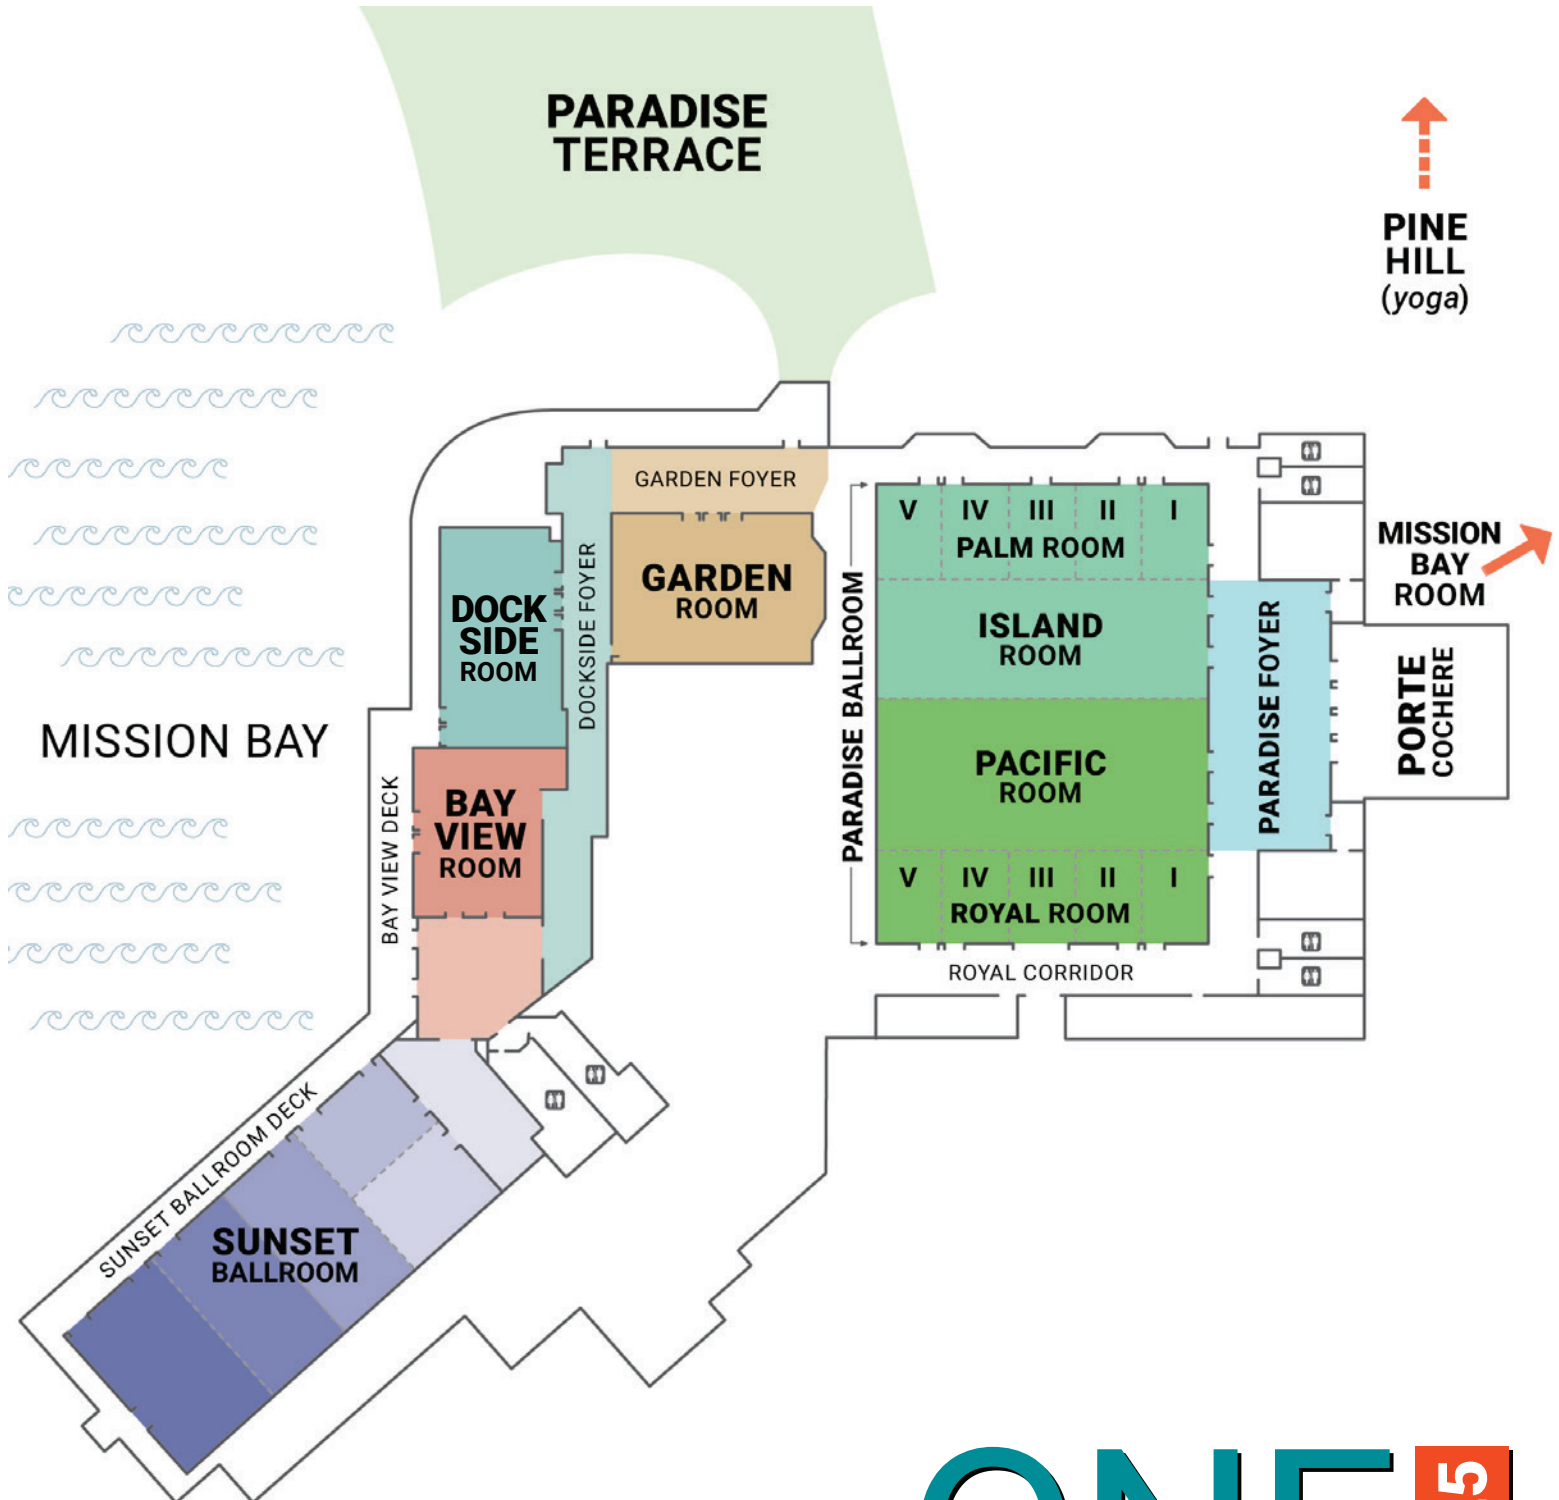 PARADISE
TERRACE
PINE
HILL
(yoga)
GARDEN FOYER
V IV III II I
PALM ROOM
MISSION
BAY
ROOM
GARDEN
ROOM
DOCK
SIDE
ROOM
DOCKSIDE FOYER
ISLAND
ROOM
PARADISE BALLROOM
PARADISE FOYER
PORTE
COCHERE
MISSION BAY
PACIFIC
ROOM
BAY
VIEW
ROOM
BAY VIEW DECK
V IV III II I
ROYAL ROOM
ROYAL CORRIDOR
SUNSET BALLROOM DECK
SUNSET
BALLROOM
ONE
5